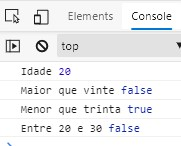 Elements Console
top
Idade 20
Maior que vinte false
Menor que trinta true
Entre 20 e 30 false